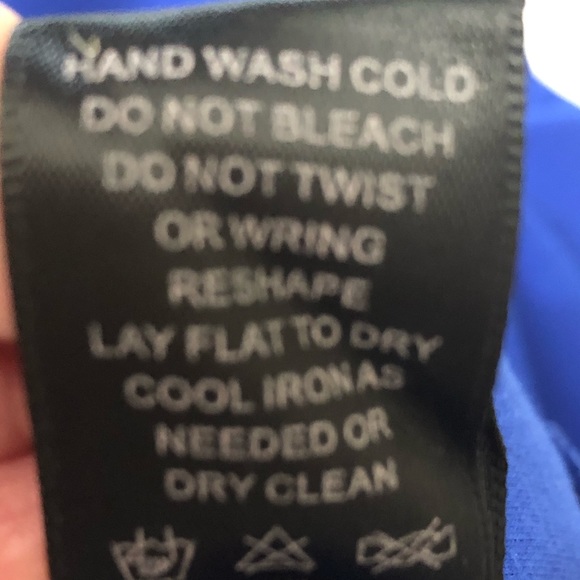 HAND WASH COLD
DO NOT BLEACH
DO NOT TWIST
OR WRING
RESHAPE
LAY FLAT TO DRY
COOL IRON AS
NEEDED OR
DRY CLEAN